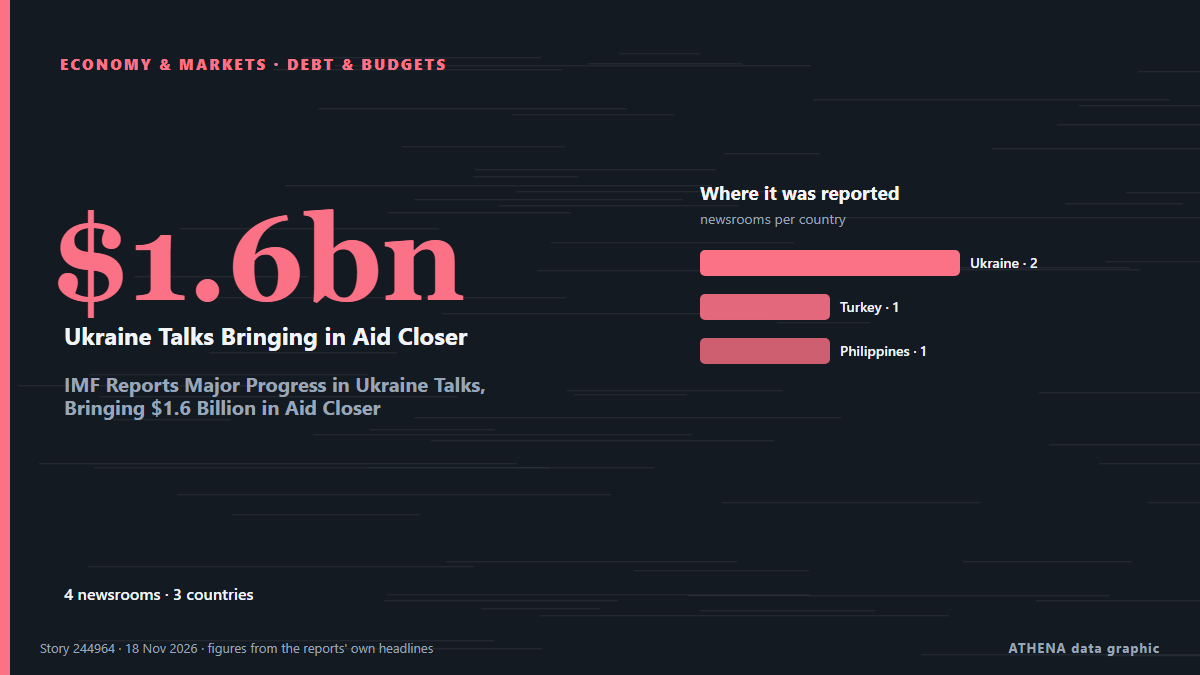 ECONOMY & MARKETS · DEBT & BUDGETS
$1.6bn
Ukraine Talks Bringing in Aid Closer
IMF Reports Major Progress in Ukraine Talks,
Bringing $1.6 Billion in Aid Closer
4 newsrooms · 3 countries
Where it was reported
newsrooms per country
Ukraine · 2
Turkey · 1
Philippines · 1
Story 244964 · 18 Nov 2026 · figures from the reports' own headlines
ATHENA data graphic